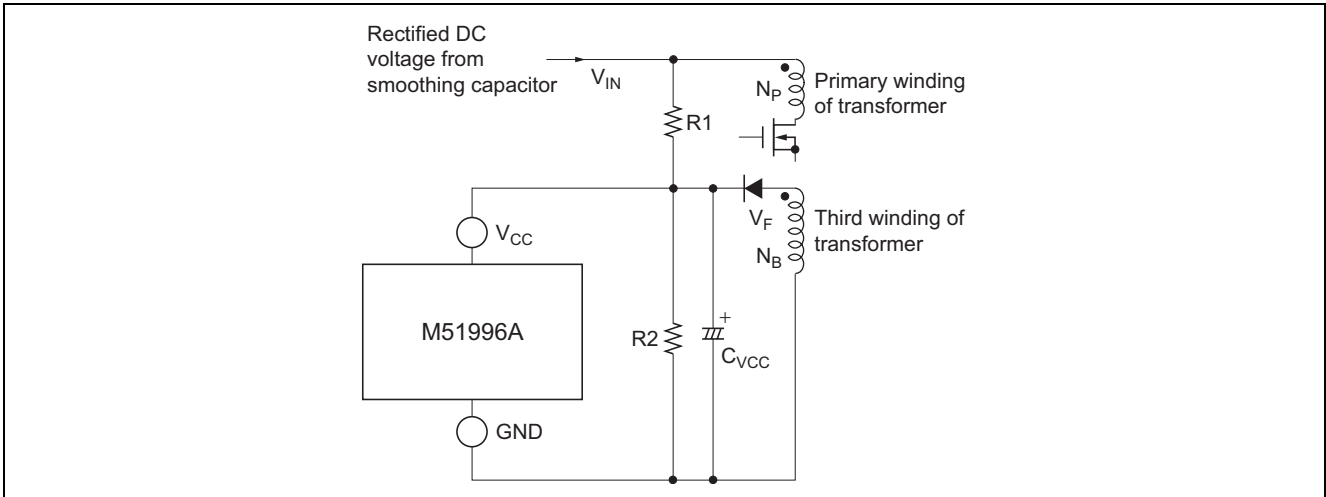 Rectified DC
voltage from
smoothing capacitor
VIN
NP
Primary winding
of transformer
R1
VCC
VF
Third winding of
transformer
NB
M51996A
R2
+
CVCC
GND